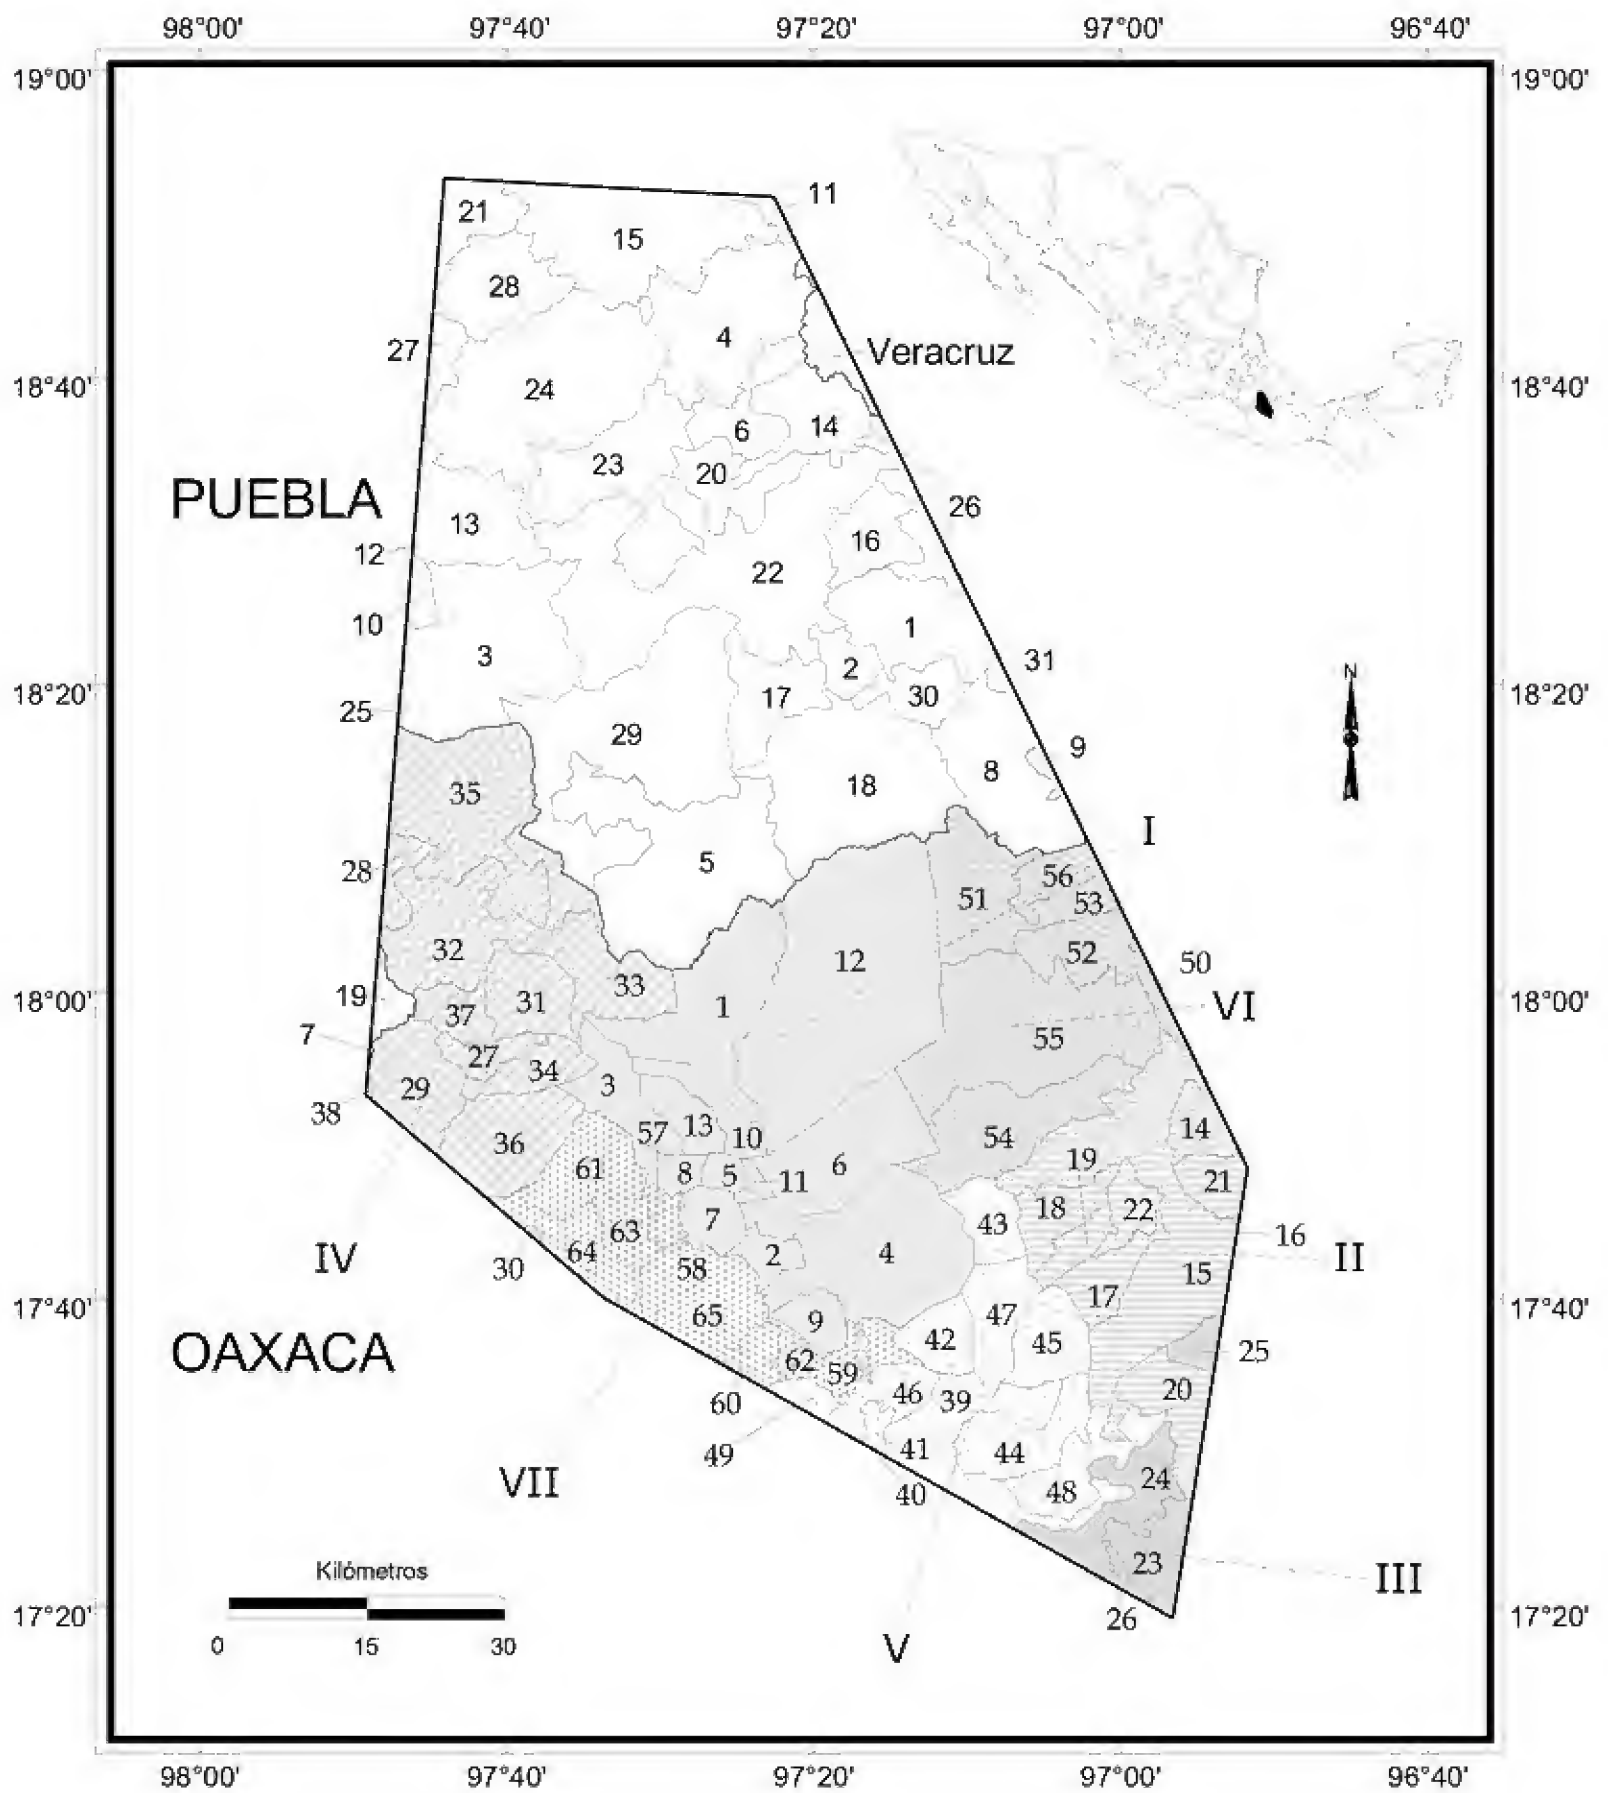 98°00' 97°40' 97°20' 97°00' 96°40'
19°00' 19°00'
11
21
15
28
4
27
Veracruz
18°40' 24 18°40'
6 14
23 20
PUEBLA
26
13
16
12
22
10 1
3 2 31
18°20' 17 30 18°20'
25
29 9
N
18 8
35
I
5
28 56
51 53
32 12 52
50
33
19 31 1 VI
18°00' 37 18°00'
7 55
27
34
29 3
38
57 13 10 54 14
36
61 8 5 11 6 19 21
7 43 18 22
63 16
IV 64 2 4 II
30 58 15
17
17°40' 65 9 47 17°40'
42 45
OAXACA 62 59 25
20
60 46 39
49 41 44
VII 24
40 48
Kilómetros 23
III
17°20' 26 17°20'
0 15 30 V
98°00' 97°40' 97°20' 97°00' 96°40'